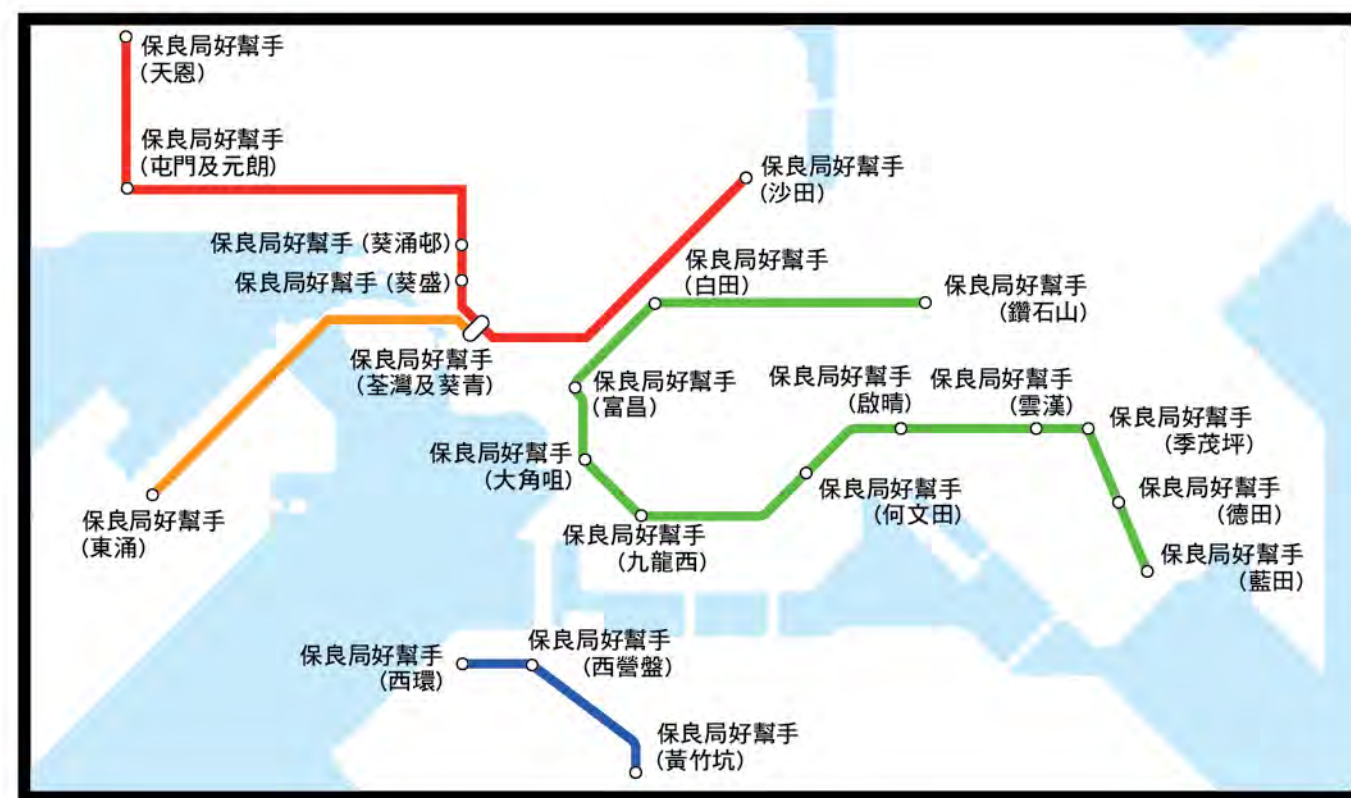 保良局好幫手
(天恩)
保良局好幫手
(屯門及元朗)
保良局好幫手
(沙田)
保良局好幫手 (葵涌邨)
保良局好幫手 (葵盛)
保良局好幫手
(白田)
保良局好幫手
(鑽石山)
保良局好幫手
(荃灣及葵青)
保良局好幫手
(富昌)
保良局好幫手
(啟晴)
保良局好幫手
(雲漢)
保良局好幫手
(季茂坪)
保良局好幫手
(大角咀)
保良局好幫手
(何文田)
保良局好幫手
(德田)
保良局好幫手
(東涌)
保良局好幫手
(九龍西)
保良局好幫手
(藍田)
保良局好幫手
(西環)
保良局好幫手
(西營盤)
保良局好幫手
(黃竹坑)